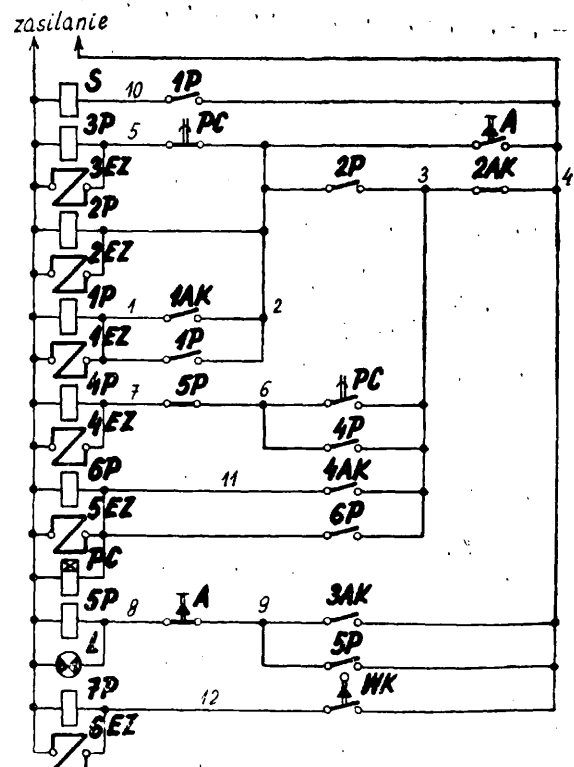 zasilanie
S 10 1P
3P 5 PC A
3EZ 2P 3 2AK 4
2P
2EZ
1P 1 1AK 2
1EZ 1P
4P 7 5P 6 PC
4EZ 4P
6P 11 4AK
5EZ 6P
PC
5P 8 A 9 3AK
Ł 5P
7P 12 WK
6EZ